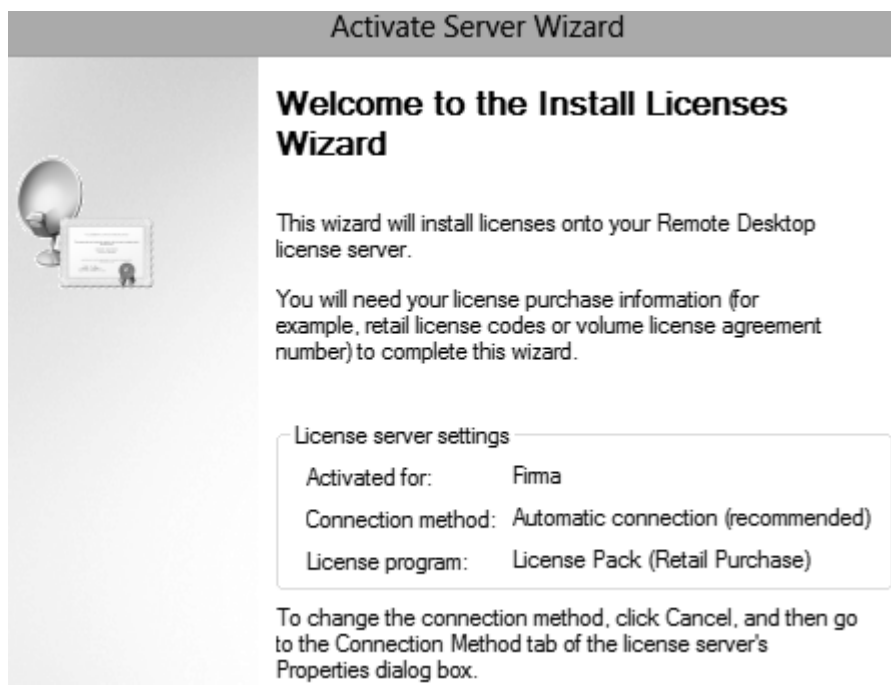 Activate Server Wizard
Welcome to the Install Licenses
Wizard
This wizard will install licenses onto your Remote Desktop
license server.
You will need your license purchase information (for
example, retail license codes or volume license agreement
number) to complete this wizard.
License server settings
Activated for: Firma
Connection method: Automatic connection (recommended)
License program: License Pack (Retail Purchase)
To change the connection method, click Cancel, and then go
to the Connection Method tab of the license server's
Properties dialog box.